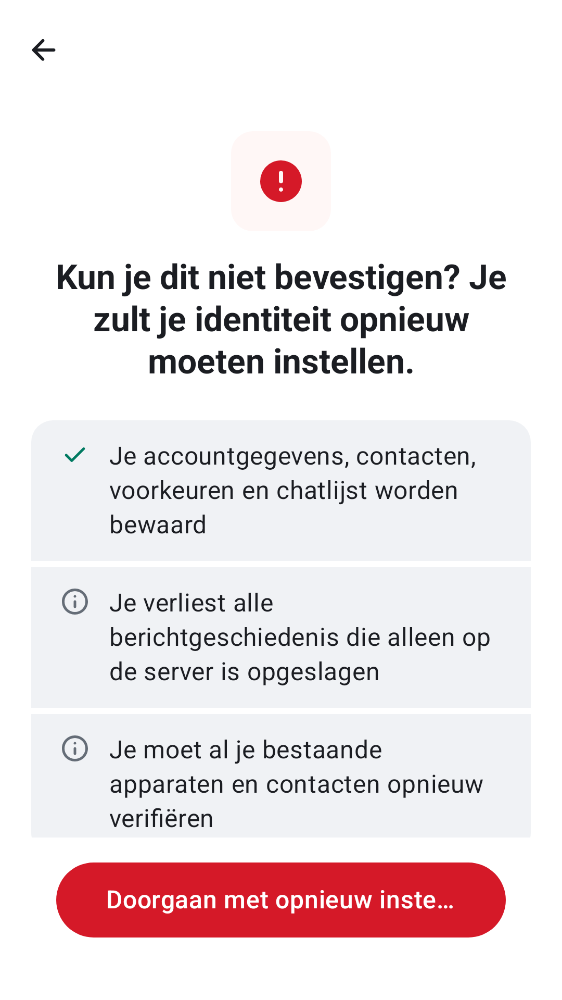 Kun je dit niet bevestigen? Je
zult je identiteit opnieuw
moeten instellen.
Je accountgegevens, contacten,
voorkeuren en chatlijst worden
bewaard
Je verliest alle
berichtgeschiedenis die alleen op
de server is opgeslagen
Je moet al je bestaande
apparaten en contacten opnieuw
verifiëren
Doorgaan met opnieuw inste…